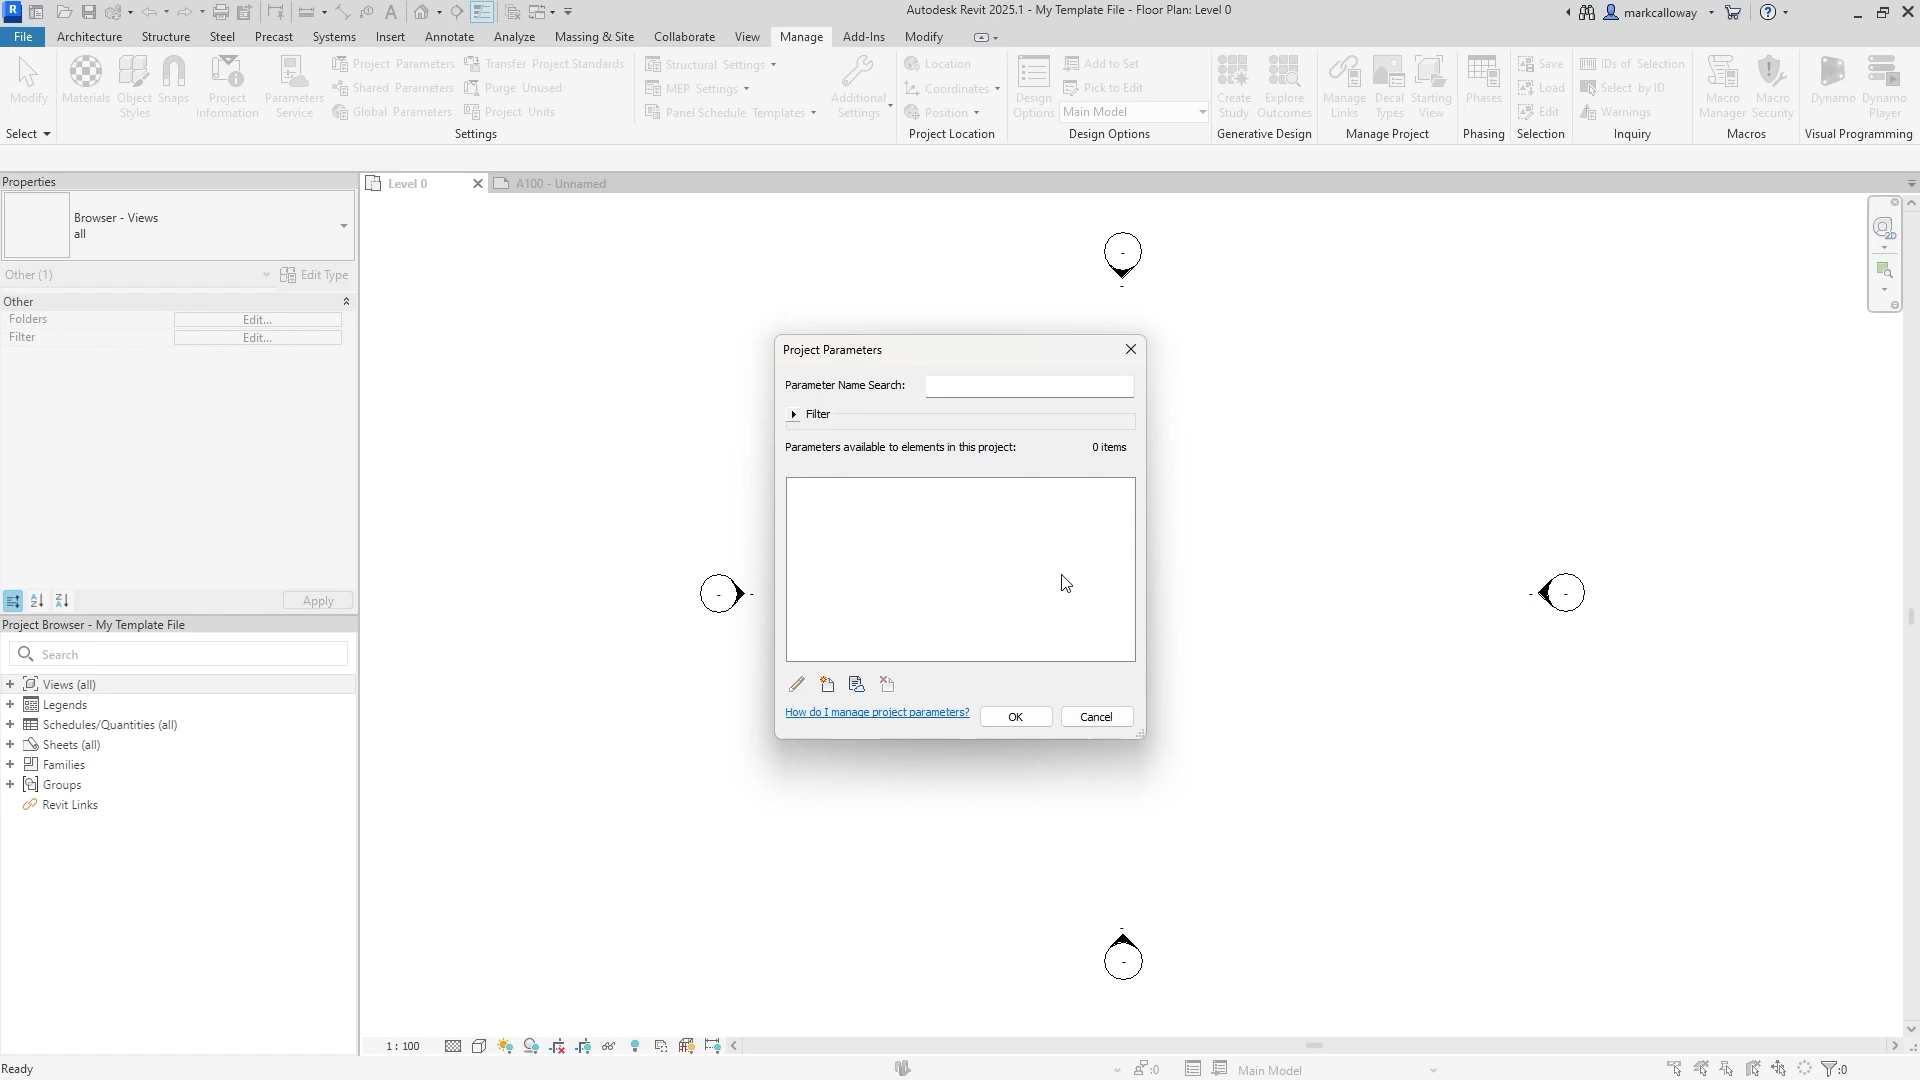 Autodesk Revit 2025.1 - My Template File - Floor Plan: Level 0
markcalloway
File Architecture Structure Steel Precast Systems Insert Annotate Analyze Massing & Site Collaborate View Manage Add-Ins Modify
Project Parameters Transfer Project Standards Structural Settings Location Add to Set Save IDs of Selection
Shared Parameters Purge Unused MEP Settings Coordinates Pick to Edit Load Select by ID
Modify Materials Object Styles Snaps Project Information Parameters Service Global Parameters Project Units Panel Schedule Templates Additional Settings Position Design Options Main Model Create Study Explore Outcomes Manage Links Decal Types Starting View Phases Edit Warnings Macro Manager Macro Security Dynamo Dynamo Player
Select Settings Project Location Design Options Generative Design Manage Project Phasing Selection Inquiry Macros Visual Programming
Properties
Level 0
A100 - Unnamed
Browser - Views
all
Other (1) Edit Type
Other
Folders Edit...
Filter Edit...
Apply
Project Browser - My Template File
Search
Views (all)
Legends
Schedules/Quantities (all)
Sheets (all)
Families
Groups
Revit Links
2D
Project Parameters
Parameter Name Search:
Filter
Parameters available to elements in this project: 0 items
How do I manage project parameters? OK Cancel
1 : 100
Ready
:0
Main Model
:0